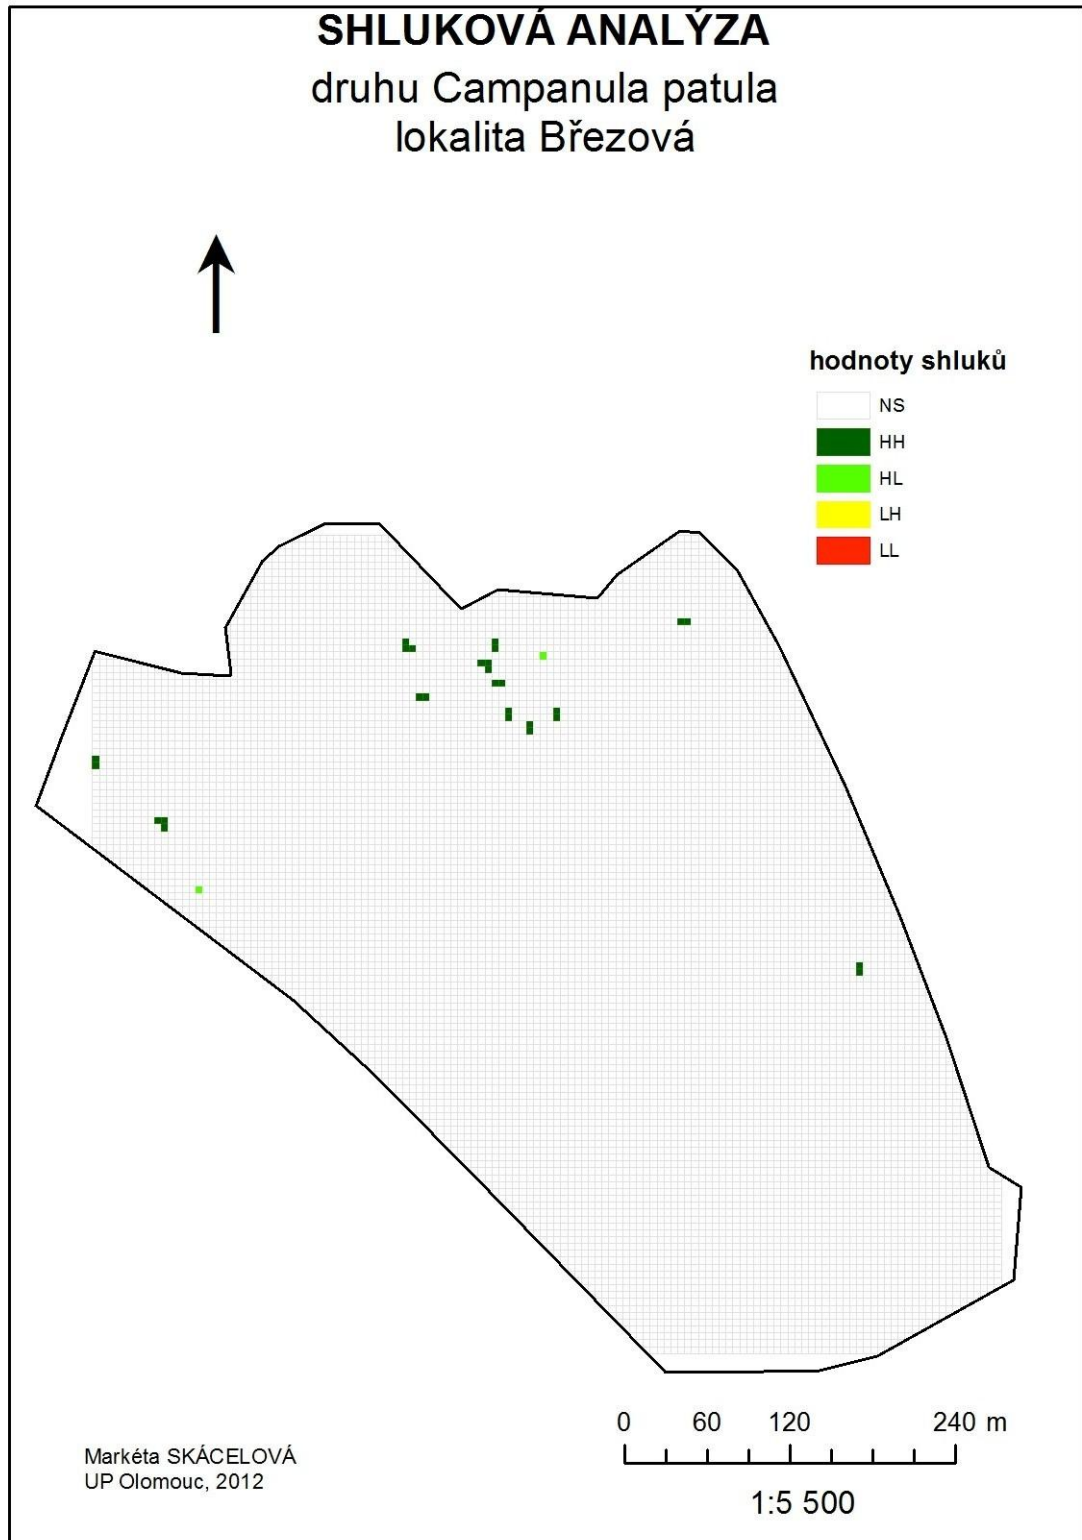 SHLUKOVÁ ANALÝZA
druhu Campanula patula
lokalita Březová
hodnoty shluků
NS
HH
HL
LH
LL
0 60 120 240 m
1:5 500
Markéta SKÁCELOVÁ
UP Olomouc, 2012